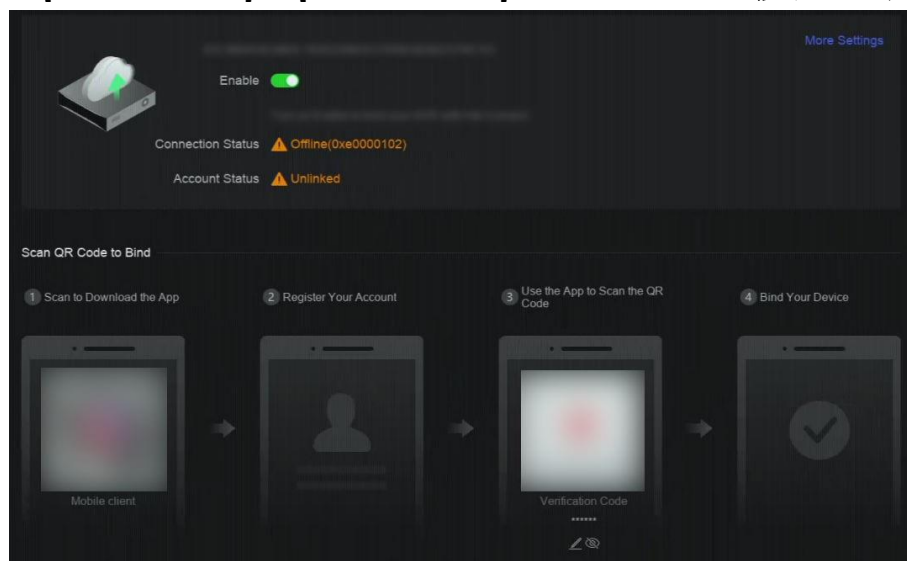 More Settings
Enable
Connection Status Offline(0xe0000102)
Account Status Unlinked
Scan QR Code to Bind
1 Scan to Download the App
2 Register Your Account
3 Use the App to Scan the QR
Code
4 Bind Your Device
Mobile client
Verification Code
******